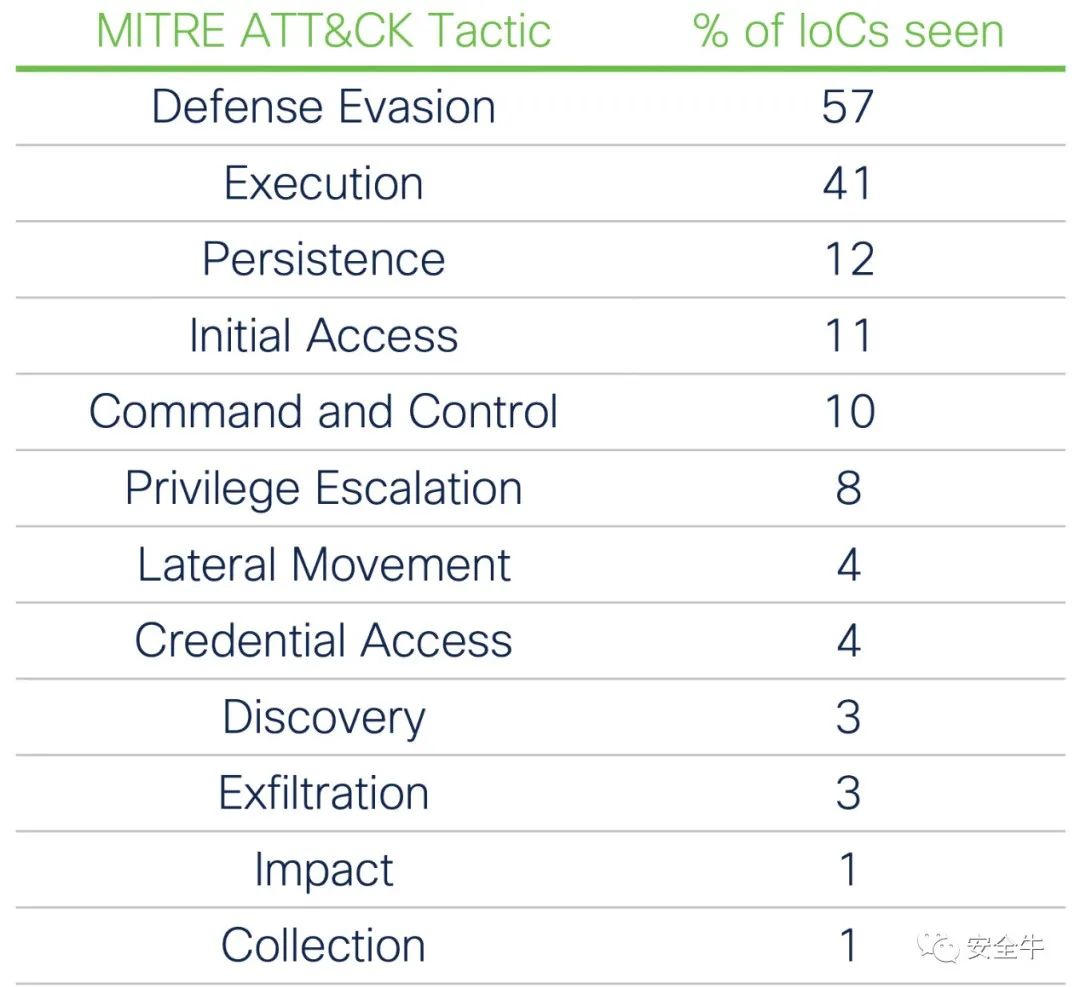 MITRE ATT&CK Tactic % of IoCs seen
Defense Evasion 57
Execution 41
Persistence 12
Initial Access 11
Command and Control 10
Privilege Escalation 8
Lateral Movement 4
Credential Access 4
Discovery 3
Exfiltration 3
Impact 1
Collection 1
安全牛